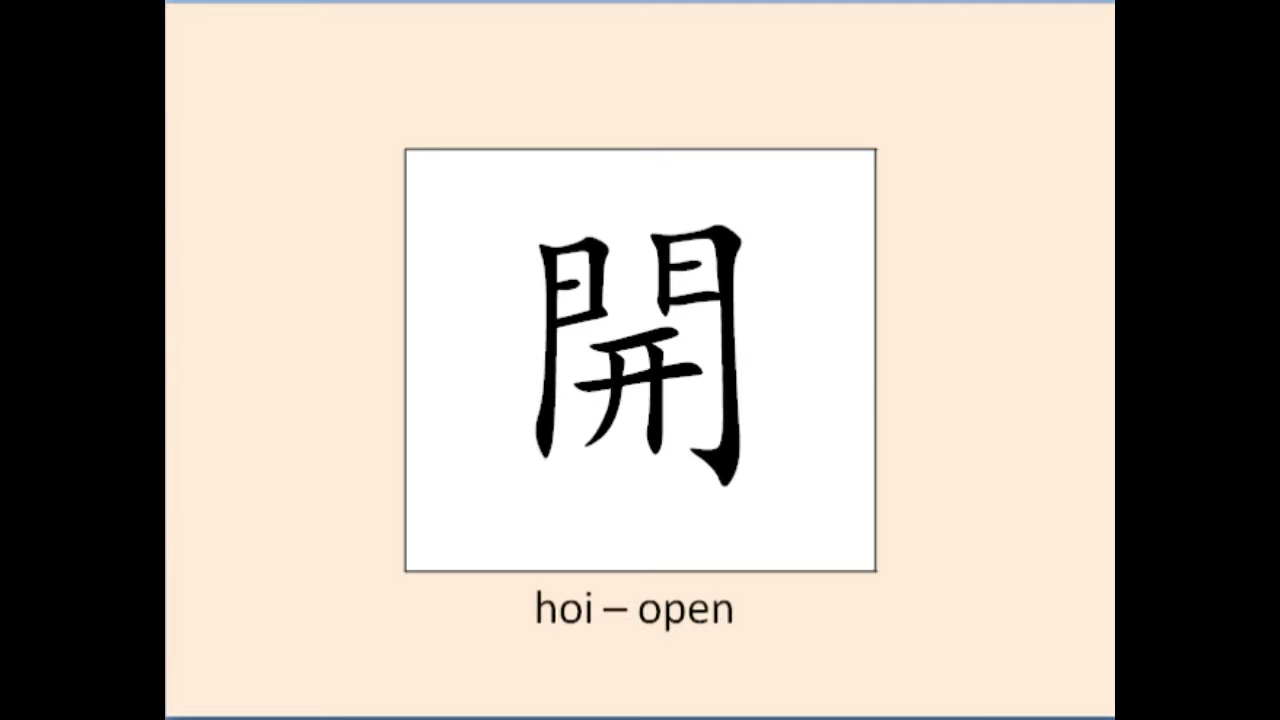 開
hoi – open